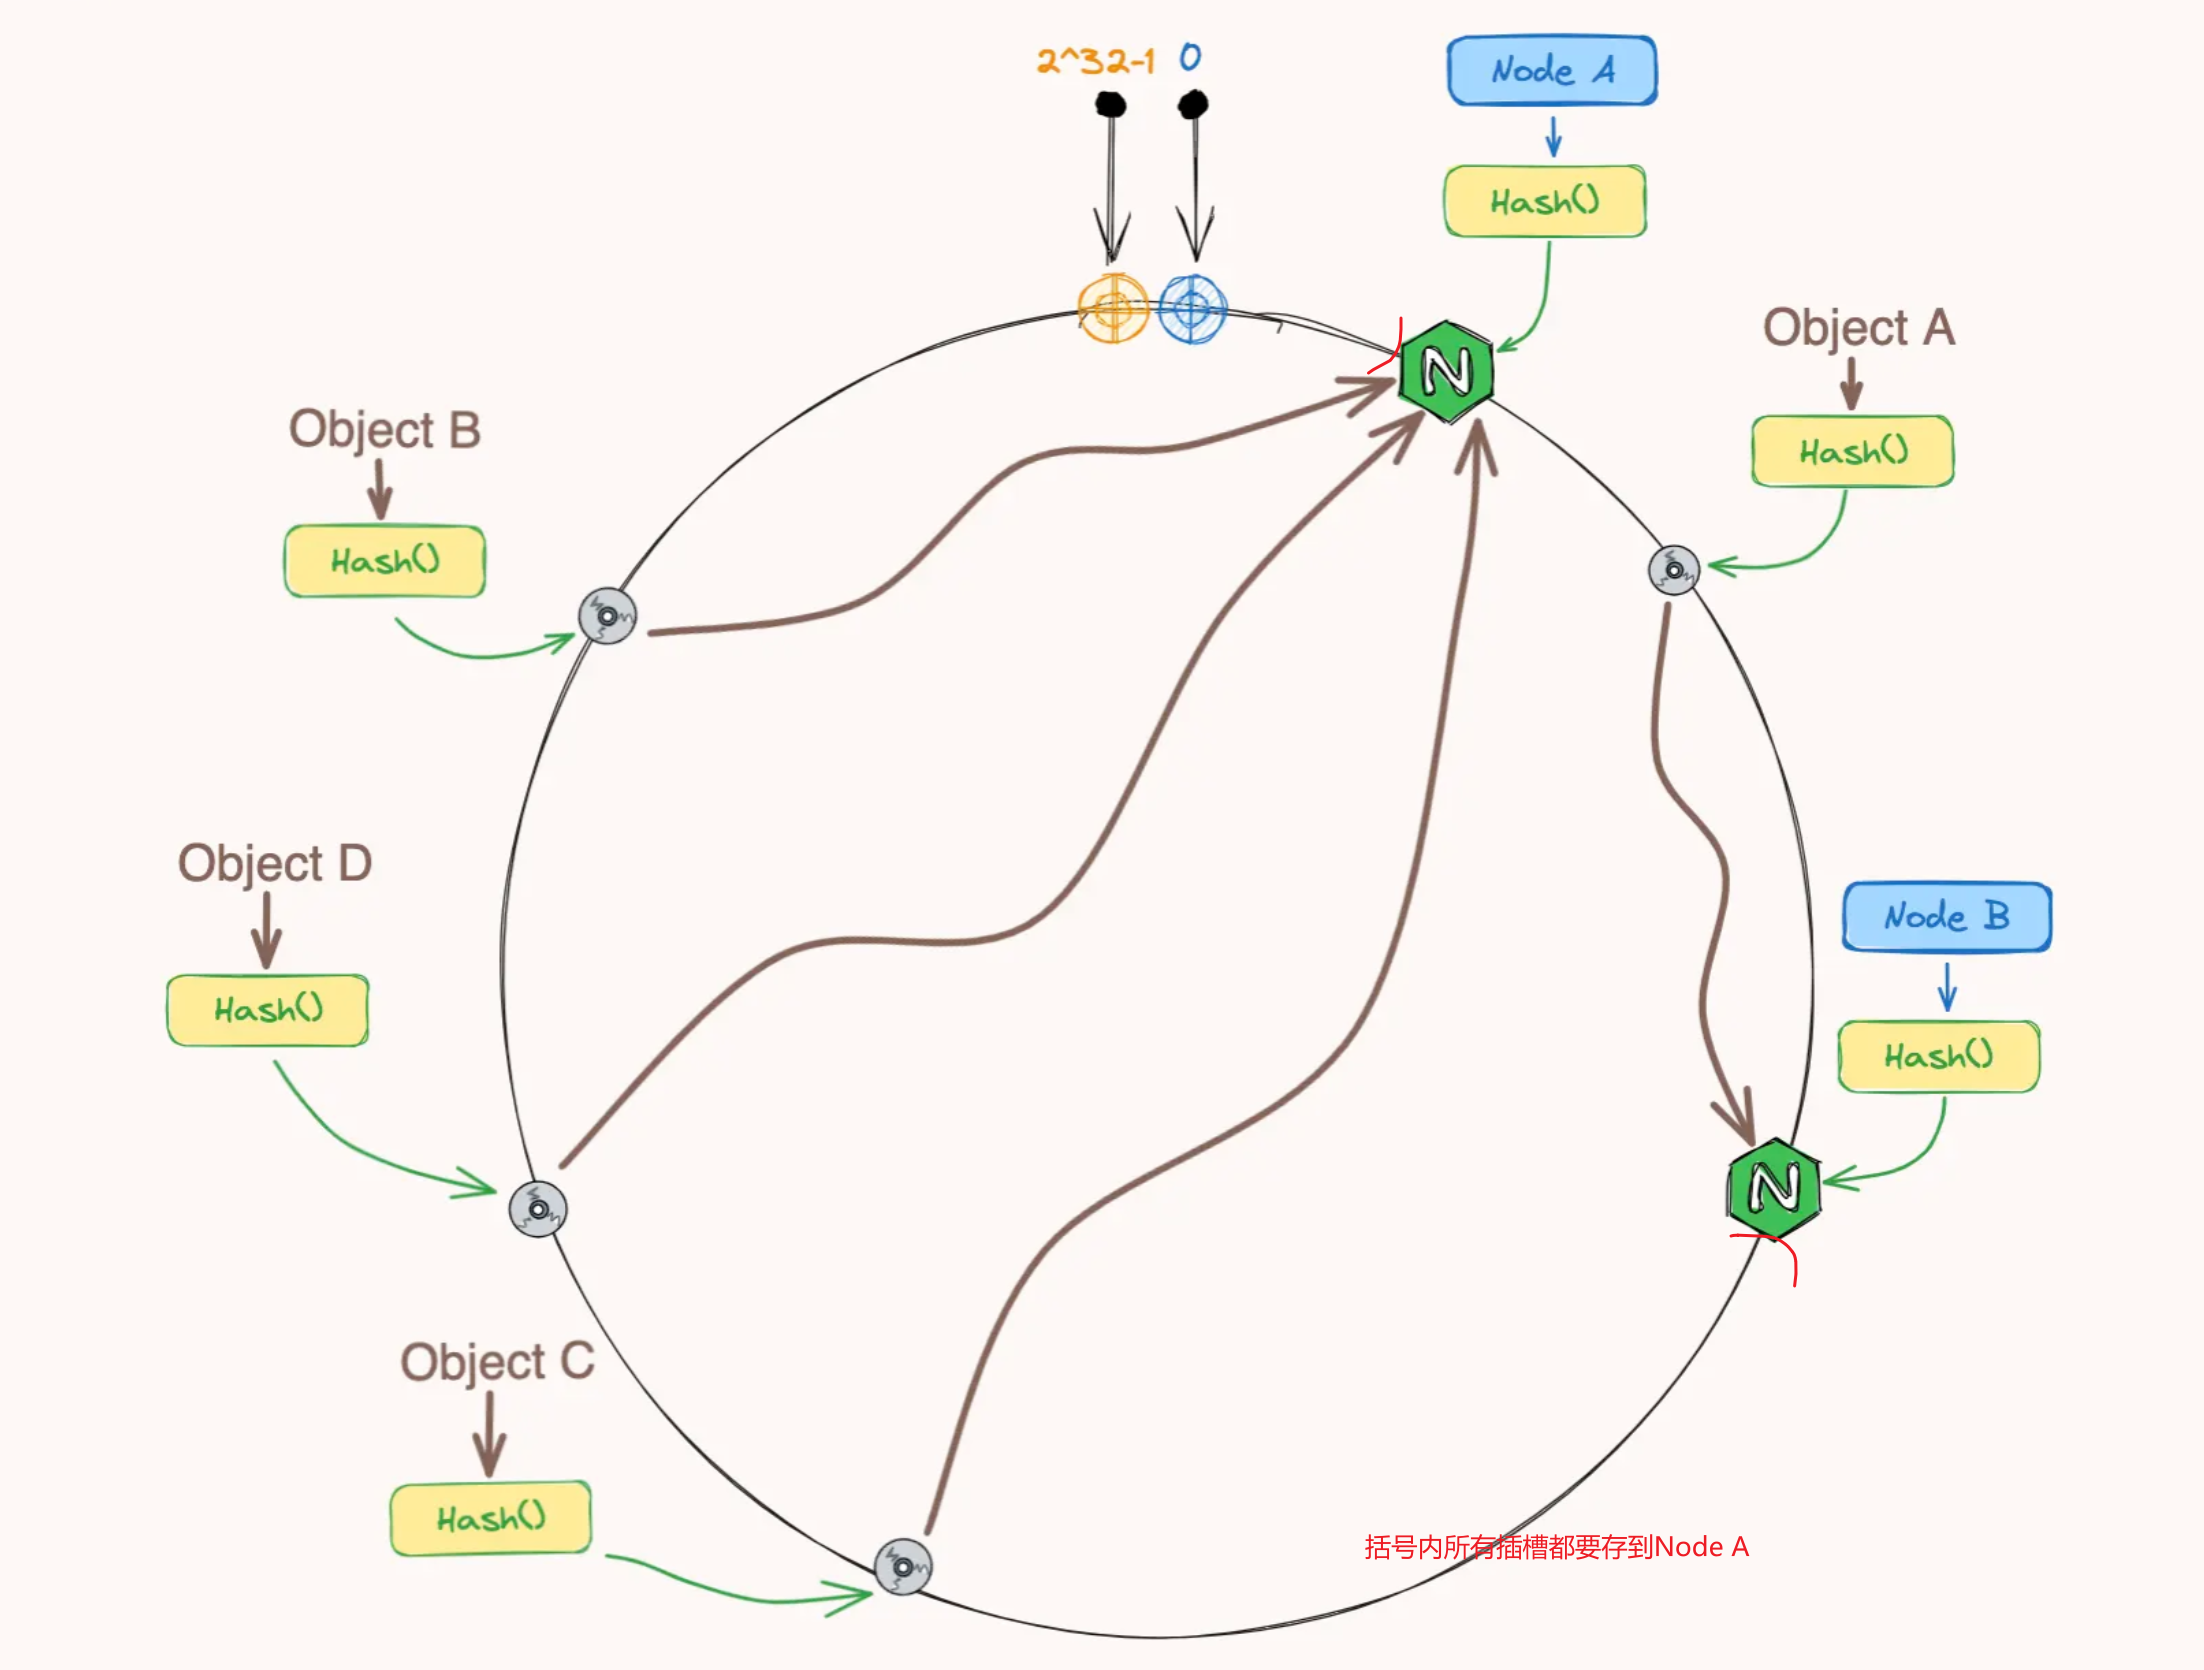 2^32-1 0
Node A
Hash()
Object A
Hash()
Object B
Hash()
N
Object D
Hash()
Node B
Hash()
N
Object C
Hash()
括号内所有插槽都要存到Node A